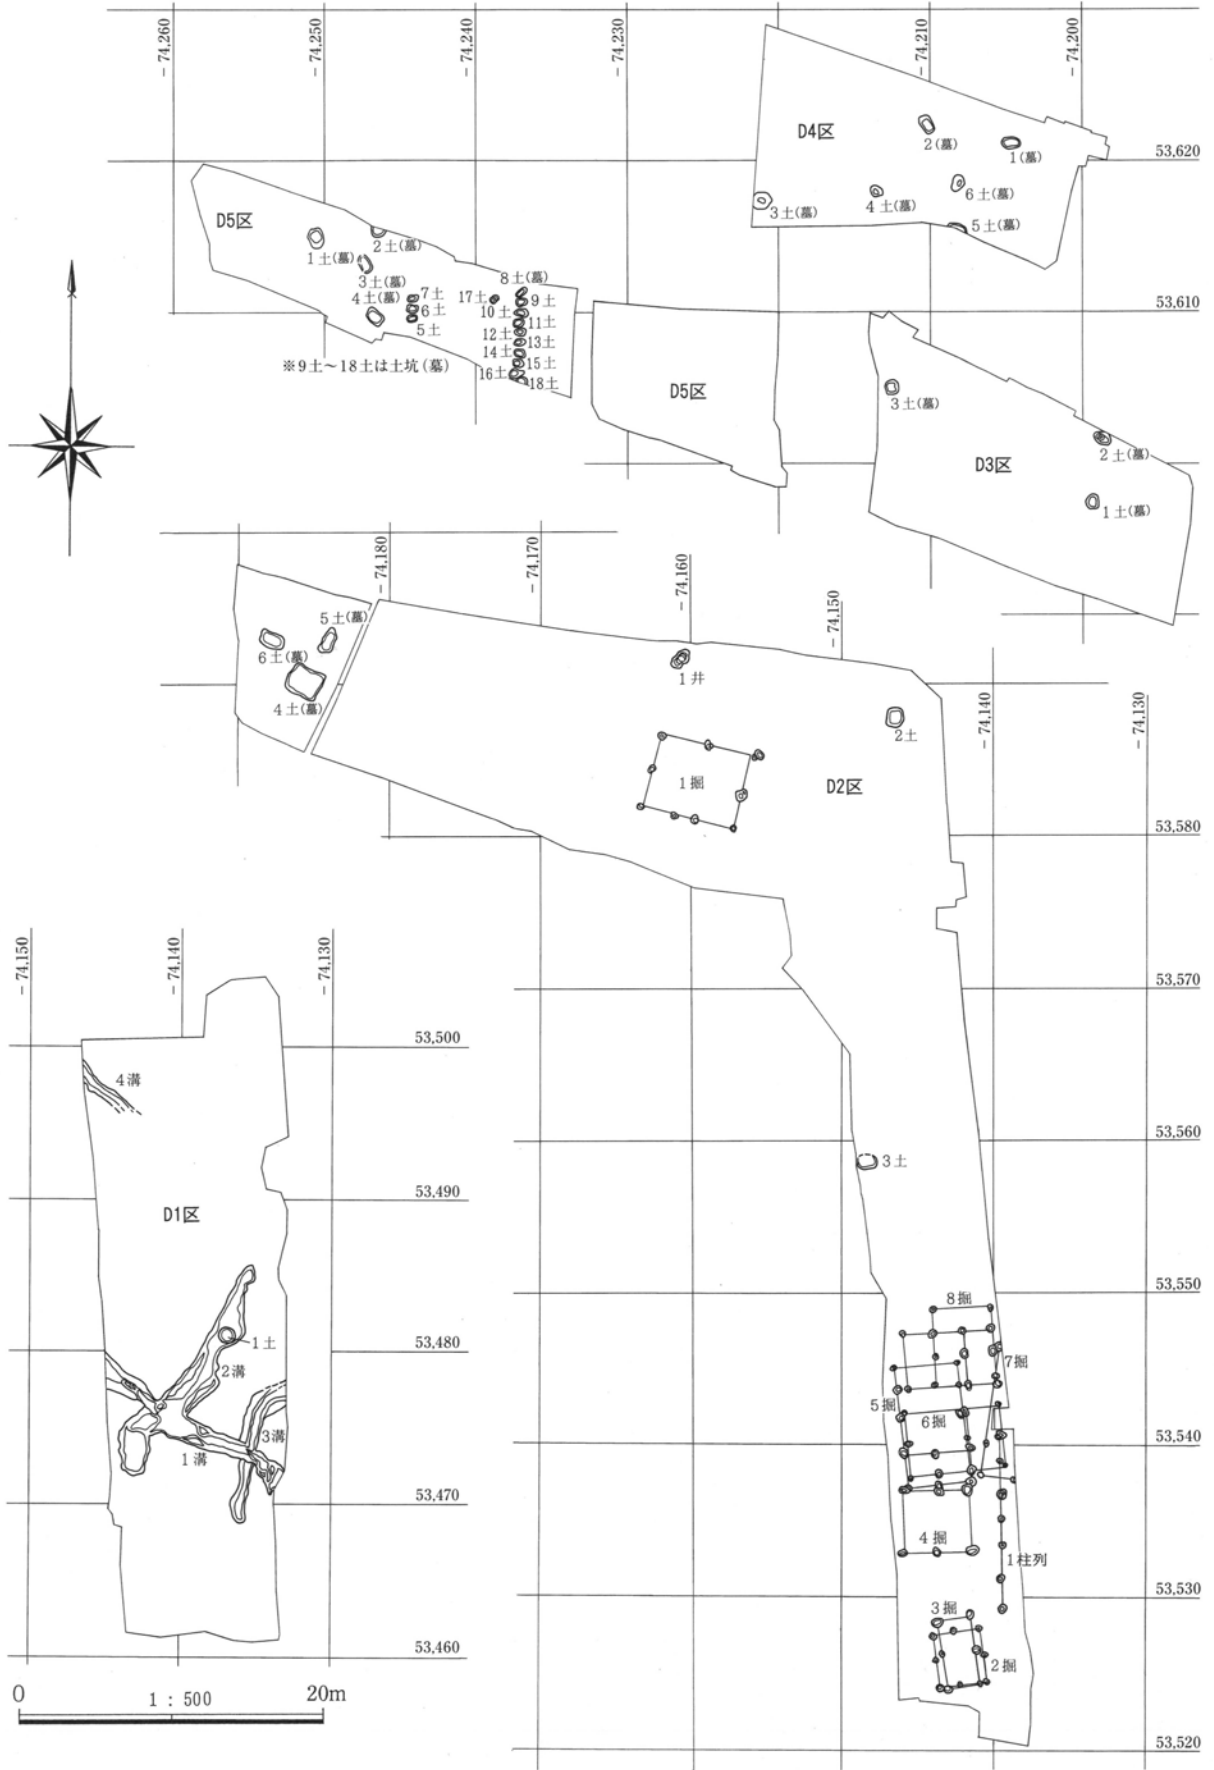 -74,260
-74,250
-74,240
-74,230
-74,210
-74,200
D4区
2(墓)
1(墓)
53,620
6土(墓)
4土(墓)
3土(墓)
5土(墓)
D5区
1土(墓)
2土(墓)
3土(墓)
4土(墓)
7土
6土
5土
17土
8土(墓)
9土
10土
11土
12土
13土
14土
15土
16土
18土
※9土～18土は土坑(墓)
53,610
D5区
3土(墓)
D3区
2土(墓)
1土(墓)
-74,180
-74,170
-74,160
-74,150
-74,140
-74,130
5土(墓)
6土(墓)
4土(墓)
1井
2土
1掘
D2区
53,580
53,570
53,560
3土
53,550
8掘
7掘
5掘
6掘
53,540
4掘
1柱列
53,530
3掘
2掘
53,520
-74,150
-74,140
-74,130
53,500
4溝
53,490
D1区
1土
53,480
2溝
3溝
1溝
53,470
53,460
0
1:500
20m